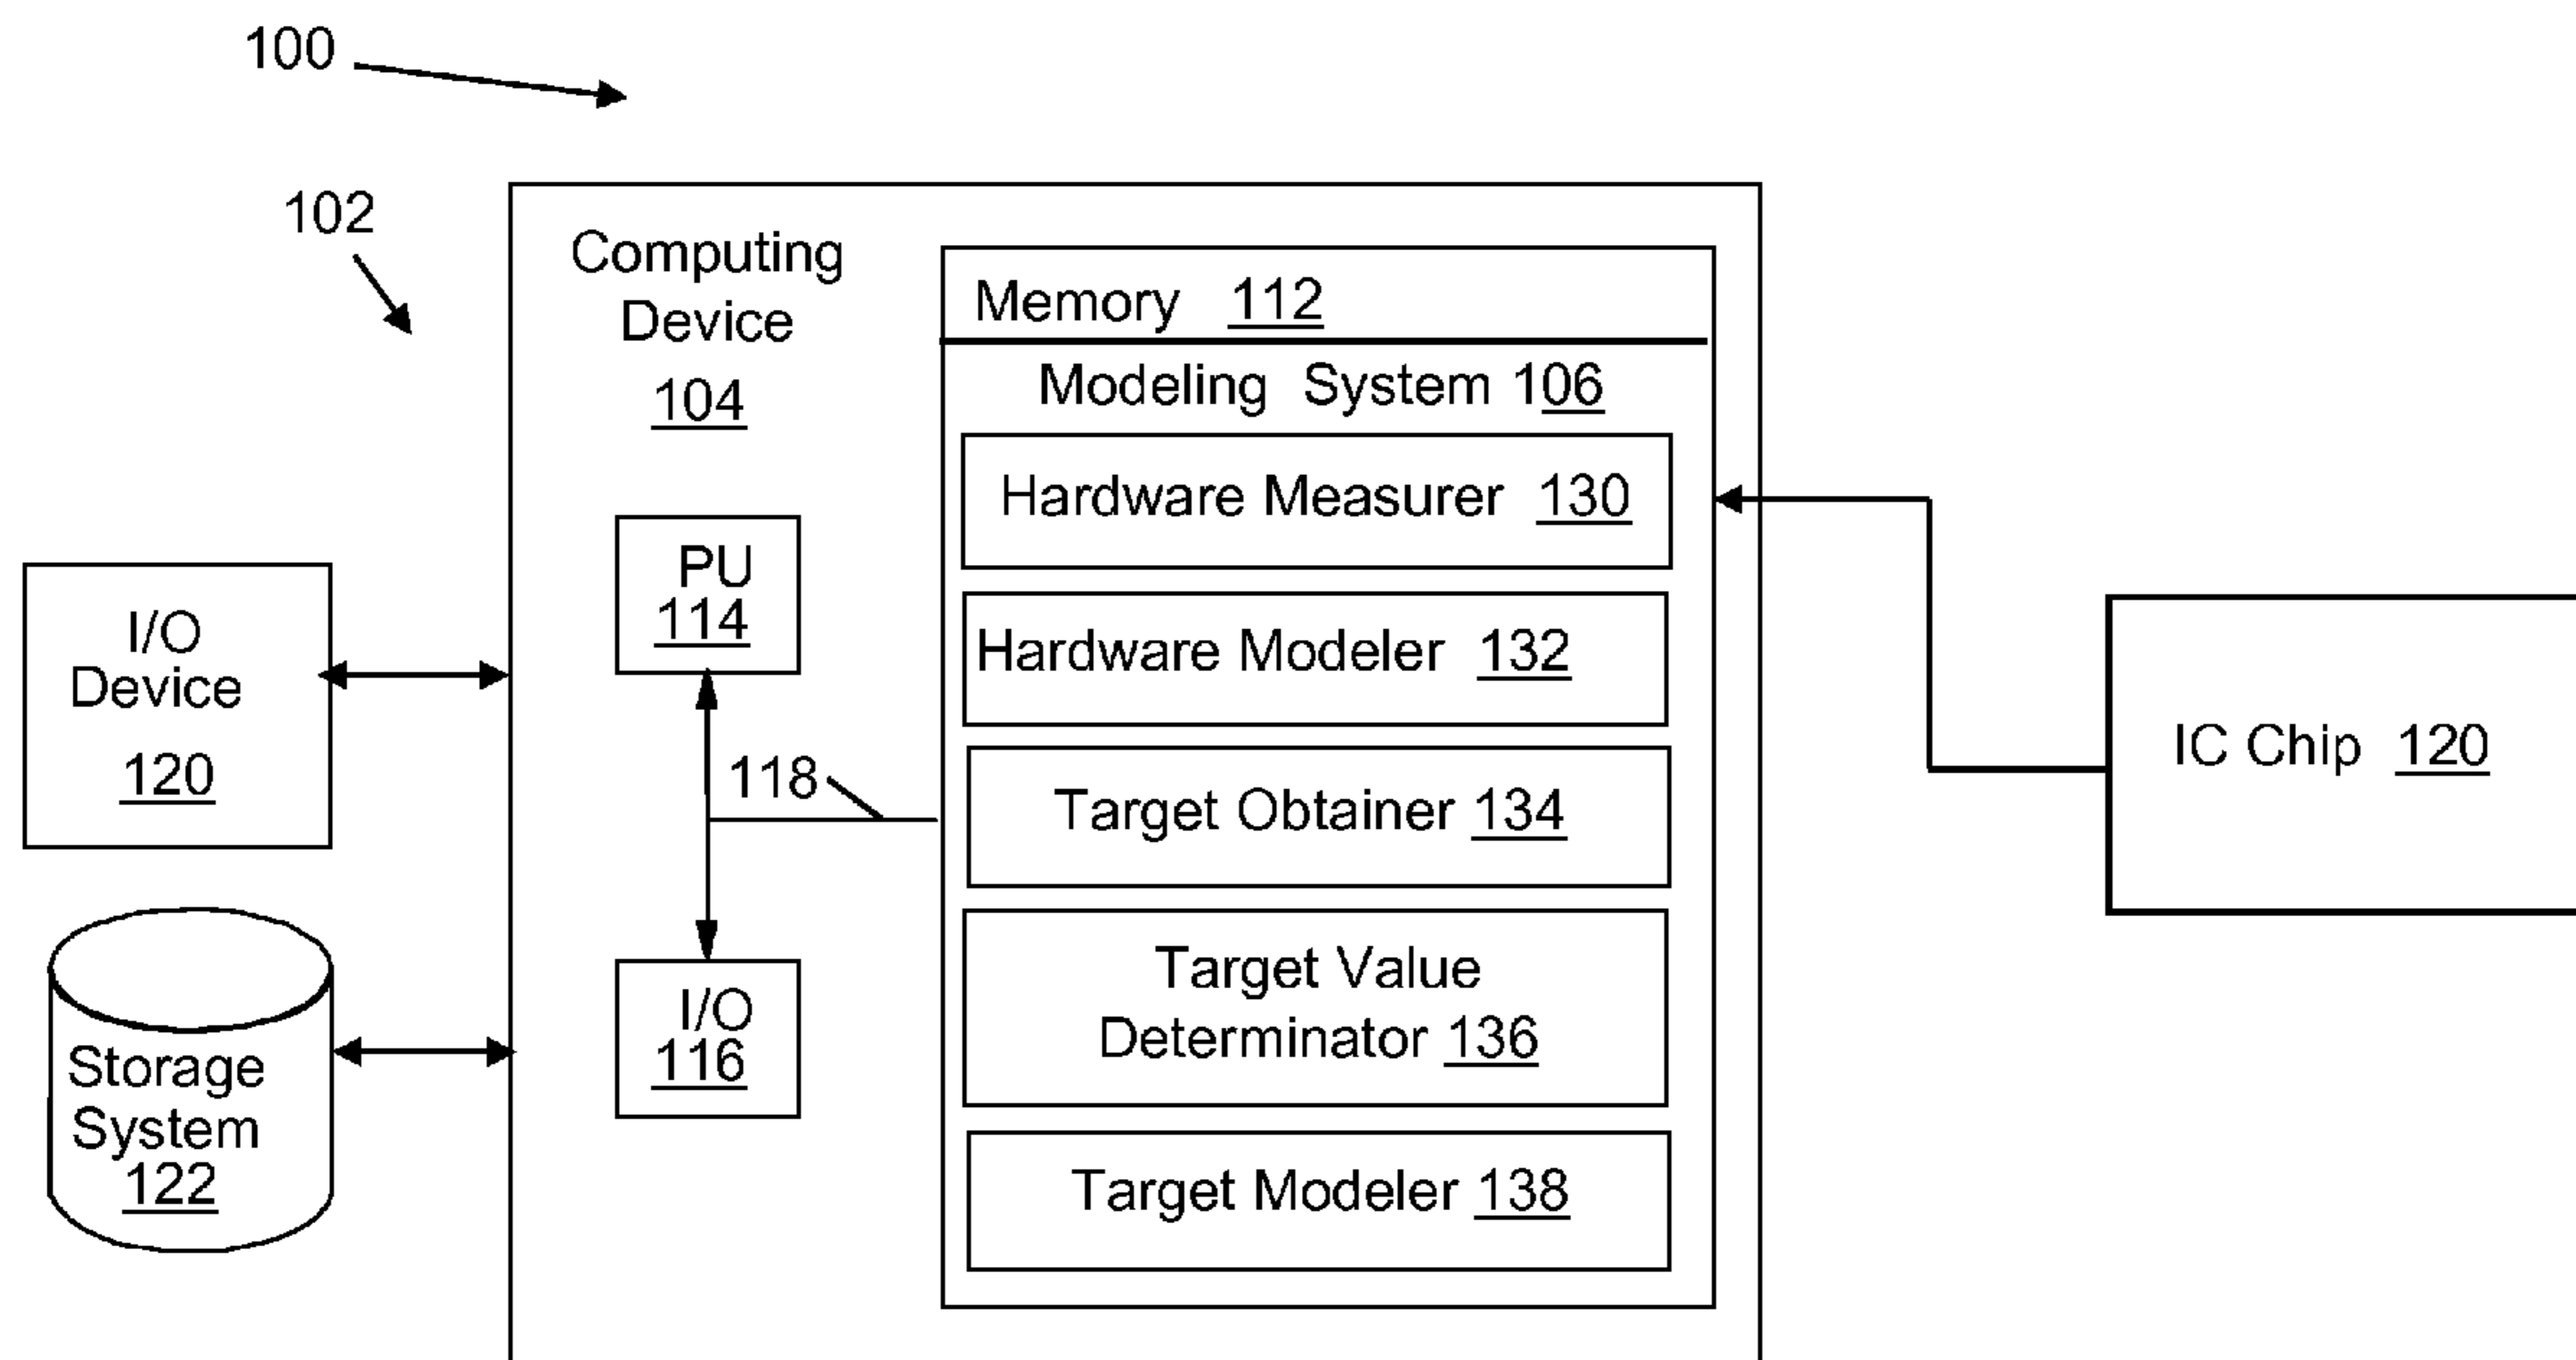 100
102
Computing
Device
104
Memory 112
Modeling System 106
Hardware Measurer 130
Hardware Modeler 132
Target Obtainer 134
Target Value
Determinator 136
Target Modeler 138
PU
114
118
I/O
116
I/O
Device
120
Storage
System
122
IC Chip 120